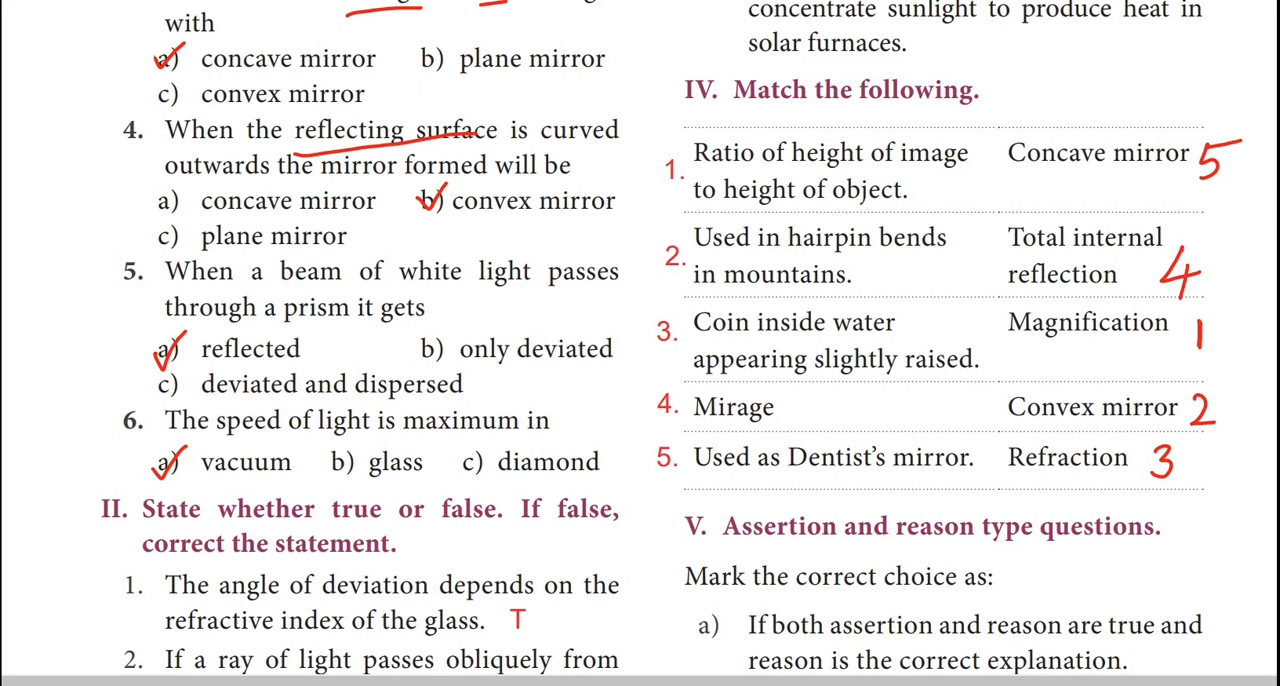 with
a) concave mirror b) plane mirror
c) convex mirror
4. When the reflecting surface is curved
outwards the mirror formed will be
a) concave mirror b) convex mirror
c) plane mirror
5. When a beam of white light passes
through a prism it gets
a) reflected b) only deviated
c) deviated and dispersed
6. The speed of light is maximum in
a) vacuum b) glass c) diamond
II. State whether true or false. If false,
correct the statement.
1. The angle of deviation depends on the
refractive index of the glass. T
2. If a ray of light passes obliquely from
concentrate sunlight to produce heat in
solar furnaces.
IV. Match the following.
1. Ratio of height of image Concave mirror 5
to height of object.
2. Used in hairpin bends Total internal
in mountains. reflection 4
3. Coin inside water Magnification 1
appearing slightly raised.
4. Mirage Convex mirror 2
5. Used as Dentist's mirror. Refraction 3
V. Assertion and reason type questions.
Mark the correct choice as:
a) If both assertion and reason are true and
reason is the correct explanation.